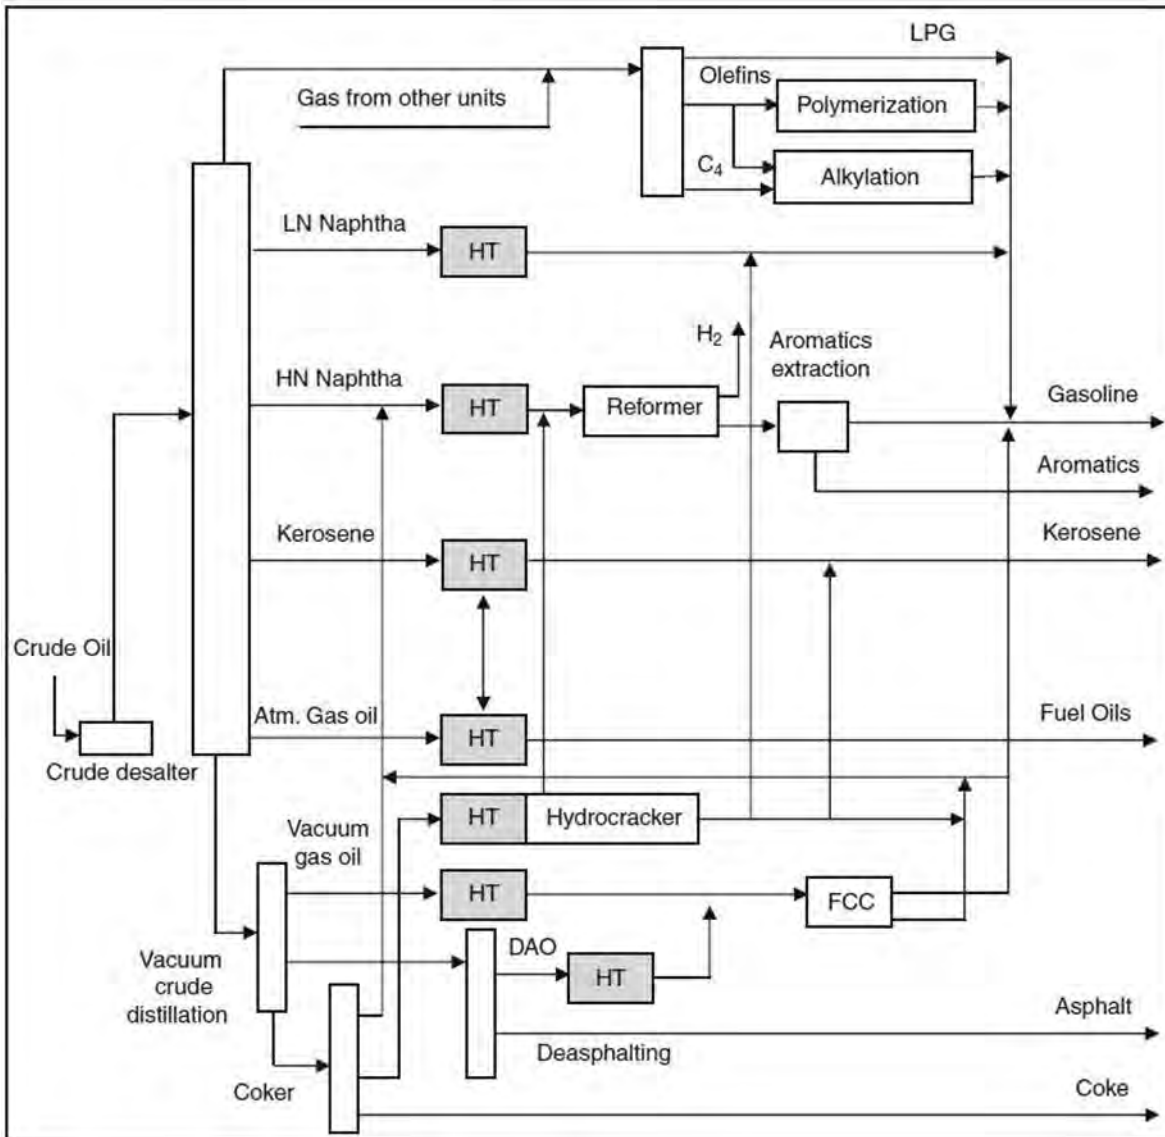 LPG
Olefins
Gas from other units
Polymerization
C4
Alkylation
LN Naphtha
HT
H2
Aromatics
extraction
HN Naphtha
HT
Reformer
Gasoline
Aromatics
Kerosene
HT
Kerosene
Crude Oil
Atm. Gas oil
HT
Fuel Oils
Crude desalter
HT
Hydrocracker
Vacuum
gas oil
HT
FCC
DAO
HT
Vacuum
crude
distillation
Asphalt
Deasphalting
Coker
Coke